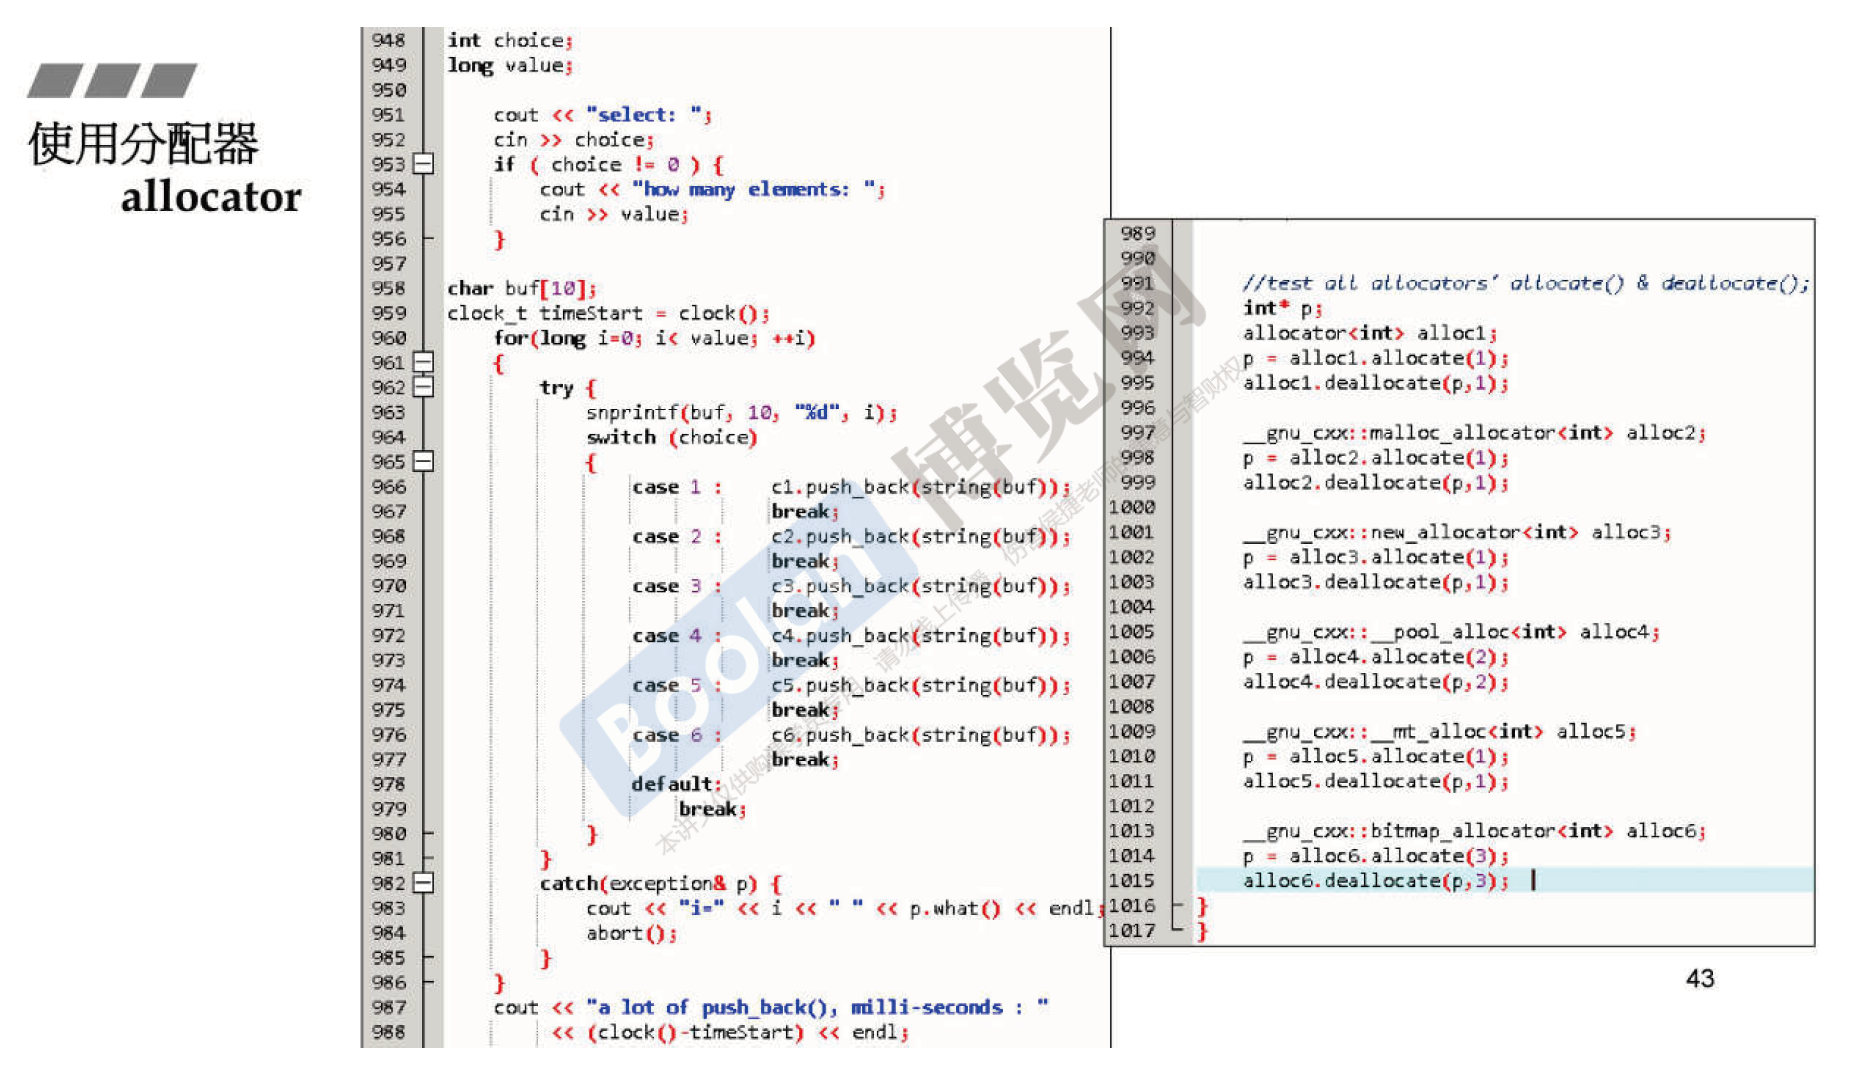 使用分配器
allocator
948 int choice;
949 long value;
950
951 cout << "select: ";
952 cin >> choice;
953 if ( choice != 0 ) {
954 cout << "how many elements: ";
955 cin >> value;
956 }
957
958 char buf[10];
959 clock_t timeStart = clock();
960 for(long i=0; i< value; ++i)
961 {
962 try {
963 snprintf(buf, 10, "%d", i);
964 switch (choice)
965 {
966 case 1 : c1.push_back(string(buf));
967 break;
968 case 2 : c2.push_back(string(buf));
969 break;
970 case 3 : c3.push_back(string(buf));
971 break;
972 case 4 : c4.push_back(string(buf));
973 break;
974 case 5 : c5.push_back(string(buf));
975 break;
976 case 6 : c6.push_back(string(buf));
977 break;
978 default:
979 break;
980 }
981 }
982 catch(exception& p) {
983 cout << "i=" << i << " " << p.what() << endl;
984 abort();
985 }
986 }
987 cout << "a lot of push_back(), milli-seconds : "
988 << (clock()-timeStart) << endl;
989
990
991 //test all allocators' allocate() & deallocate();
992 int* p;
993 allocator<int> alloc1;
994 p = alloc1.allocate(1);
995 alloc1.deallocate(p,1);
996
997 __gnu_cxx::malloc_allocator<int> alloc2;
998 p = alloc2.allocate(1);
999 alloc2.deallocate(p,1);
1000
1001 __gnu_cxx::new_allocator<int> alloc3;
1002 p = alloc3.allocate(1);
1003 alloc3.deallocate(p,1);
1004
1005 __gnu_cxx::__pool_alloc<int> alloc4;
1006 p = alloc4.allocate(2);
1007 alloc4.deallocate(p,2);
1008
1009 __gnu_cxx::__mt_alloc<int> alloc5;
1010 p = alloc5.allocate(1);
1011 alloc5.deallocate(p,1);
1012
1013 __gnu_cxx::bitmap_allocator<int> alloc6;
1014 p = alloc6.allocate(3);
1015 alloc6.deallocate(p,3);
1016 }
1017 }
Boolan 博览网
43